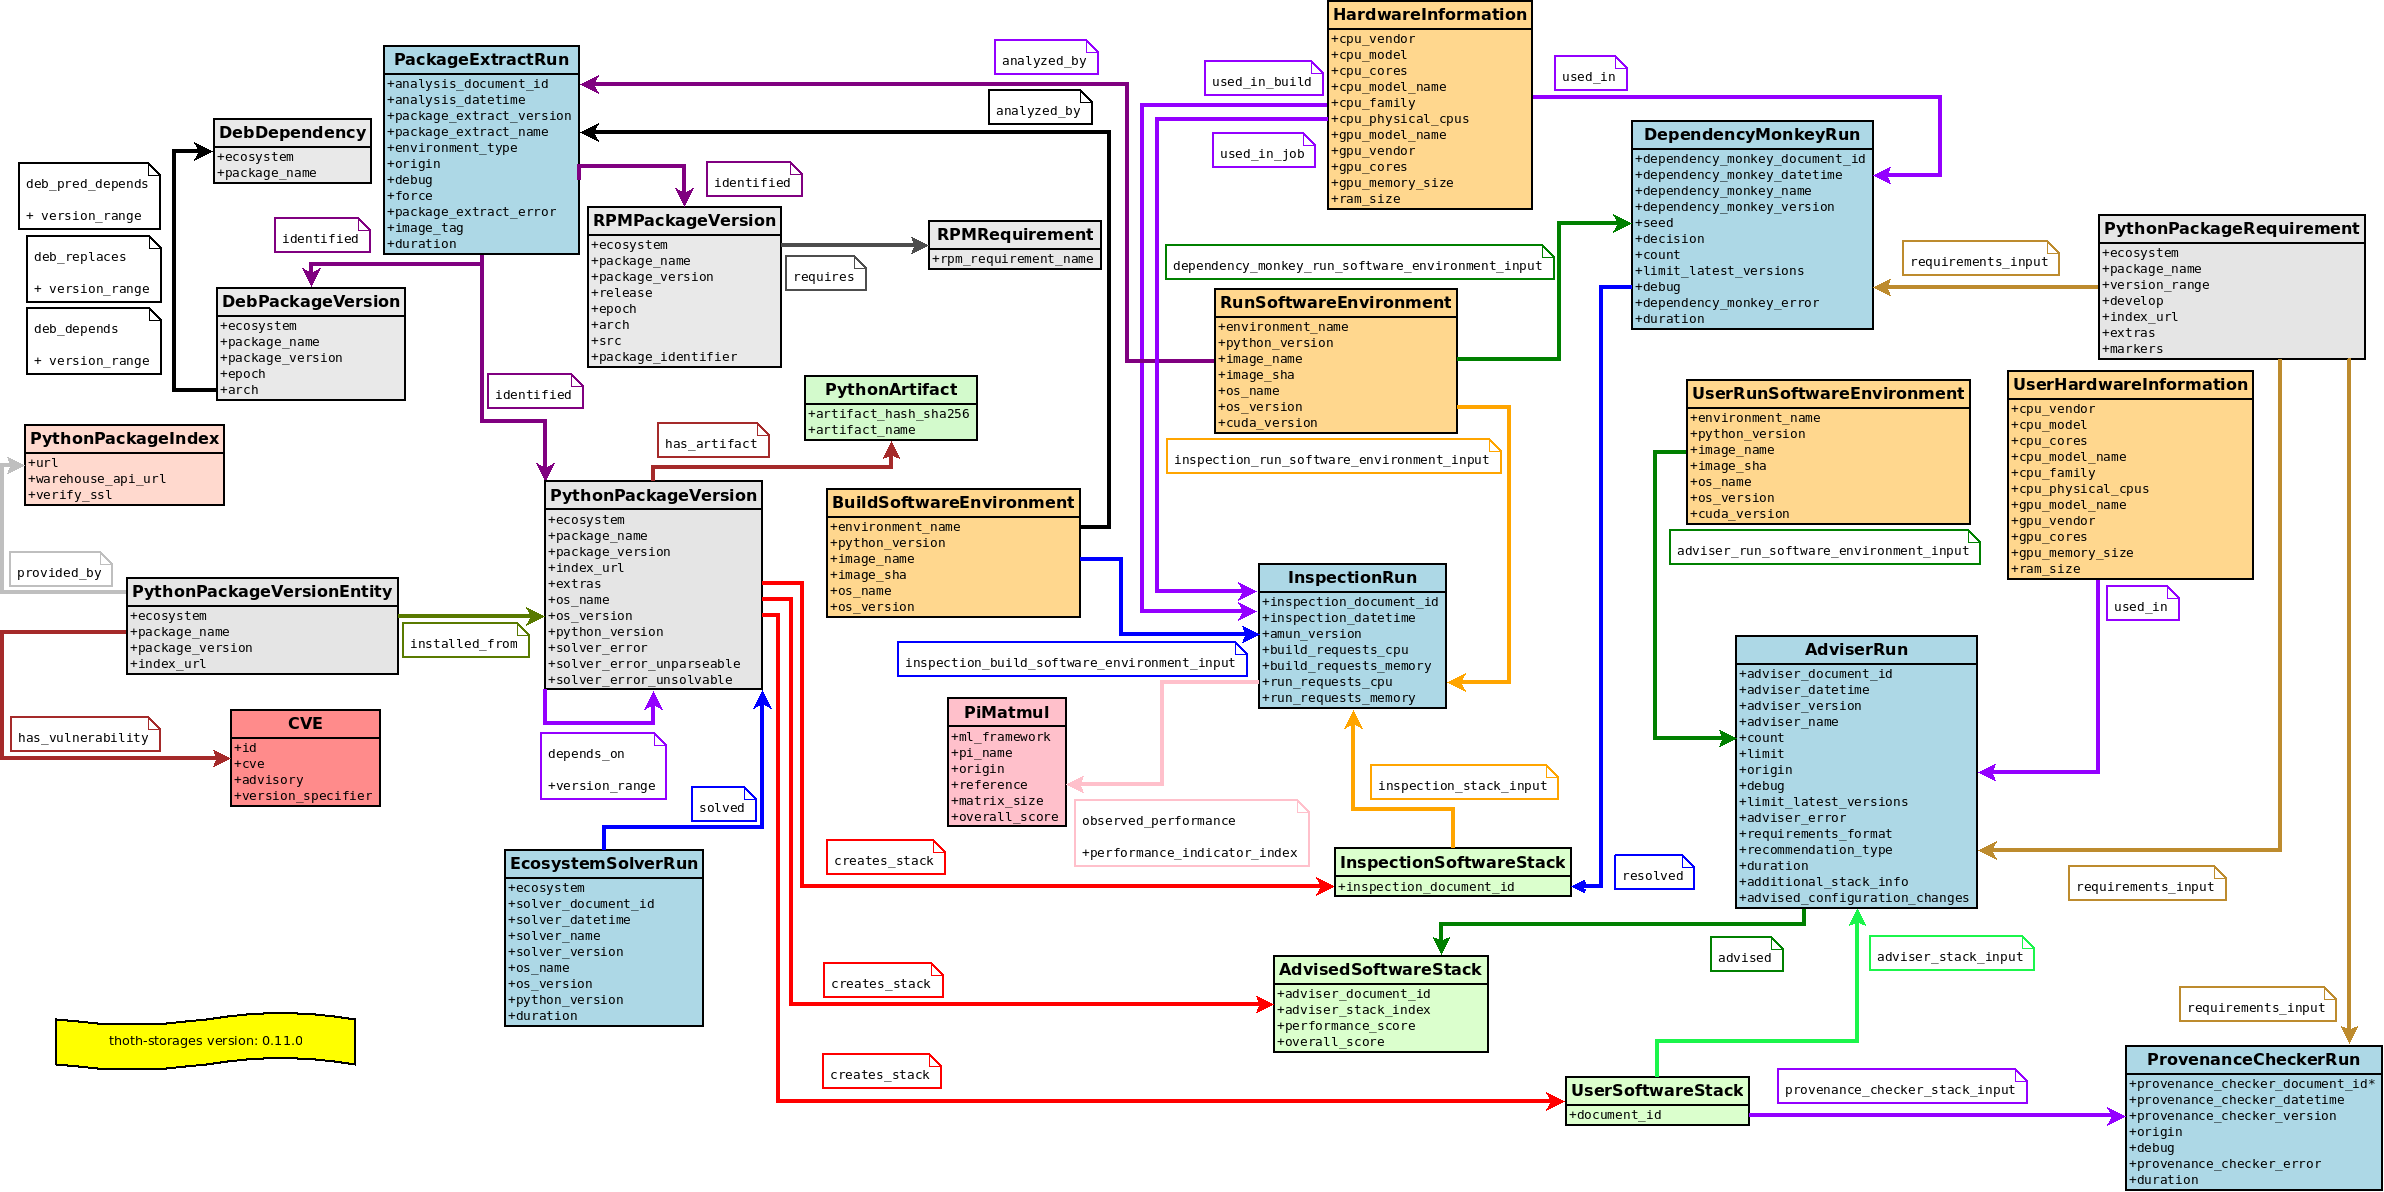 HardwareInformation
+cpu_vendor
+cpu_model
+cpu_cores
+cpu_model_name
+cpu_family
+cpu_physical_cpus
+gpu_model_name
+gpu_vendor
+gpu_cores
+gpu_memory_size
+ram_size
PackageExtractRun
+analysis_document_id
+analysis_datetime
+package_extract_version
+package_extract_name
+environment_type
+origin
+debug
+force
+package_extract_error
+image_tag
+duration
analyzed_by
analyzed_by
used_in_build
used_in_job
used_in
DebDependency
+ecosystem
+package_name
deb_pred_depends
+ version_range
deb_replaces
+ version_range
deb_depends
+ version_range
identified
identified
identified
DebPackageVersion
+ecosystem
+package_name
+package_version
+epoch
+arch
RPMPackageVersion
+ecosystem
+package_name
+package_version
+release
+epoch
+arch
+src
+package_identifier
requires
RPMRequirement
+rpm_requirement_name
DependencyMonkeyRun
+dependency_monkey_document_id
+dependency_monkey_datetime
+dependency_monkey_name
+dependency_monkey_version
+seed
+decision
+count
+limit_latest_versions
+debug
+dependency_monkey_error
+duration
dependency_monkey_run_software_environment_input
RunSoftwareEnvironment
+environment_name
+python_version
+image_name
+image_sha
+os_name
+os_version
+cuda_version
inspection_run_software_environment_input
requirements_input
PythonPackageRequirement
+ecosystem
+package_name
+version_range
+develop
+index_url
+extras
+markers
UserRunSoftwareEnvironment
+environment_name
+python_version
+image_name
+image_sha
+os_name
+os_version
+cuda_version
adviser_run_software_environment_input
UserHardwareInformation
+cpu_vendor
+cpu_model
+cpu_cores
+cpu_model_name
+cpu_family
+cpu_physical_cpus
+gpu_model_name
+gpu_vendor
+gpu_cores
+gpu_memory_size
+ram_size
used_in
PythonArtifact
+artifact_hash_sha256
+artifact_name
has_artifact
PythonPackageIndex
+url
+warehouse_api_url
+verify_ssl
provided_by
PythonPackageVersionEntity
+ecosystem
+package_name
+package_version
+index_url
installed_from
PythonPackageVersion
+ecosystem
+package_name
+package_version
+index_url
+extras
+os_name
+os_version
+python_version
+solver_error
+solver_error_unparseable
+solver_error_unsolvable
BuildSoftwareEnvironment
+environment_name
+python_version
+image_name
+image_sha
+os_name
+os_version
inspection_build_software_environment_input
InspectionRun
+inspection_document_id
+inspection_datetime
+amun_version
+build_requests_cpu
+build_requests_memory
+run_requests_cpu
+run_requests_memory
has_vulnerability
CVE
+id
+cve
+advisory
+version_specifier
depends_on
+version_range
solved
PiMatmul
+ml_framework
+pi_name
+origin
+reference
+matrix_size
+overall_score
observed_performance
+performance_indicator_index
inspection_stack_input
AdviserRun
+adviser_document_id
+adviser_datetime
+adviser_version
+adviser_name
+count
+limit
+origin
+debug
+limit_latest_versions
+adviser_error
+requirements_format
+recommendation_type
+duration
+additional_stack_info
+advised_configuration_changes
EcosystemSolverRun
+ecosystem
+solver_document_id
+solver_datetime
+solver_name
+solver_version
+os_name
+os_version
+python_version
+duration
creates_stack
InspectionSoftwareStack
+inspection_document_id
resolved
requirements_input
creates_stack
AdvisedSoftwareStack
+adviser_document_id
+adviser_stack_index
+performance_score
+overall_score
advised
adviser_stack_input
requirements_input
thoth-storages version: 0.11.0
creates_stack
UserSoftwareStack
+document_id
provenance_checker_stack_input
ProvenanceCheckerRun
+provenance_checker_document_id*
+provenance_checker_datetime
+provenance_checker_version
+origin
+debug
+provenance_checker_error
+duration